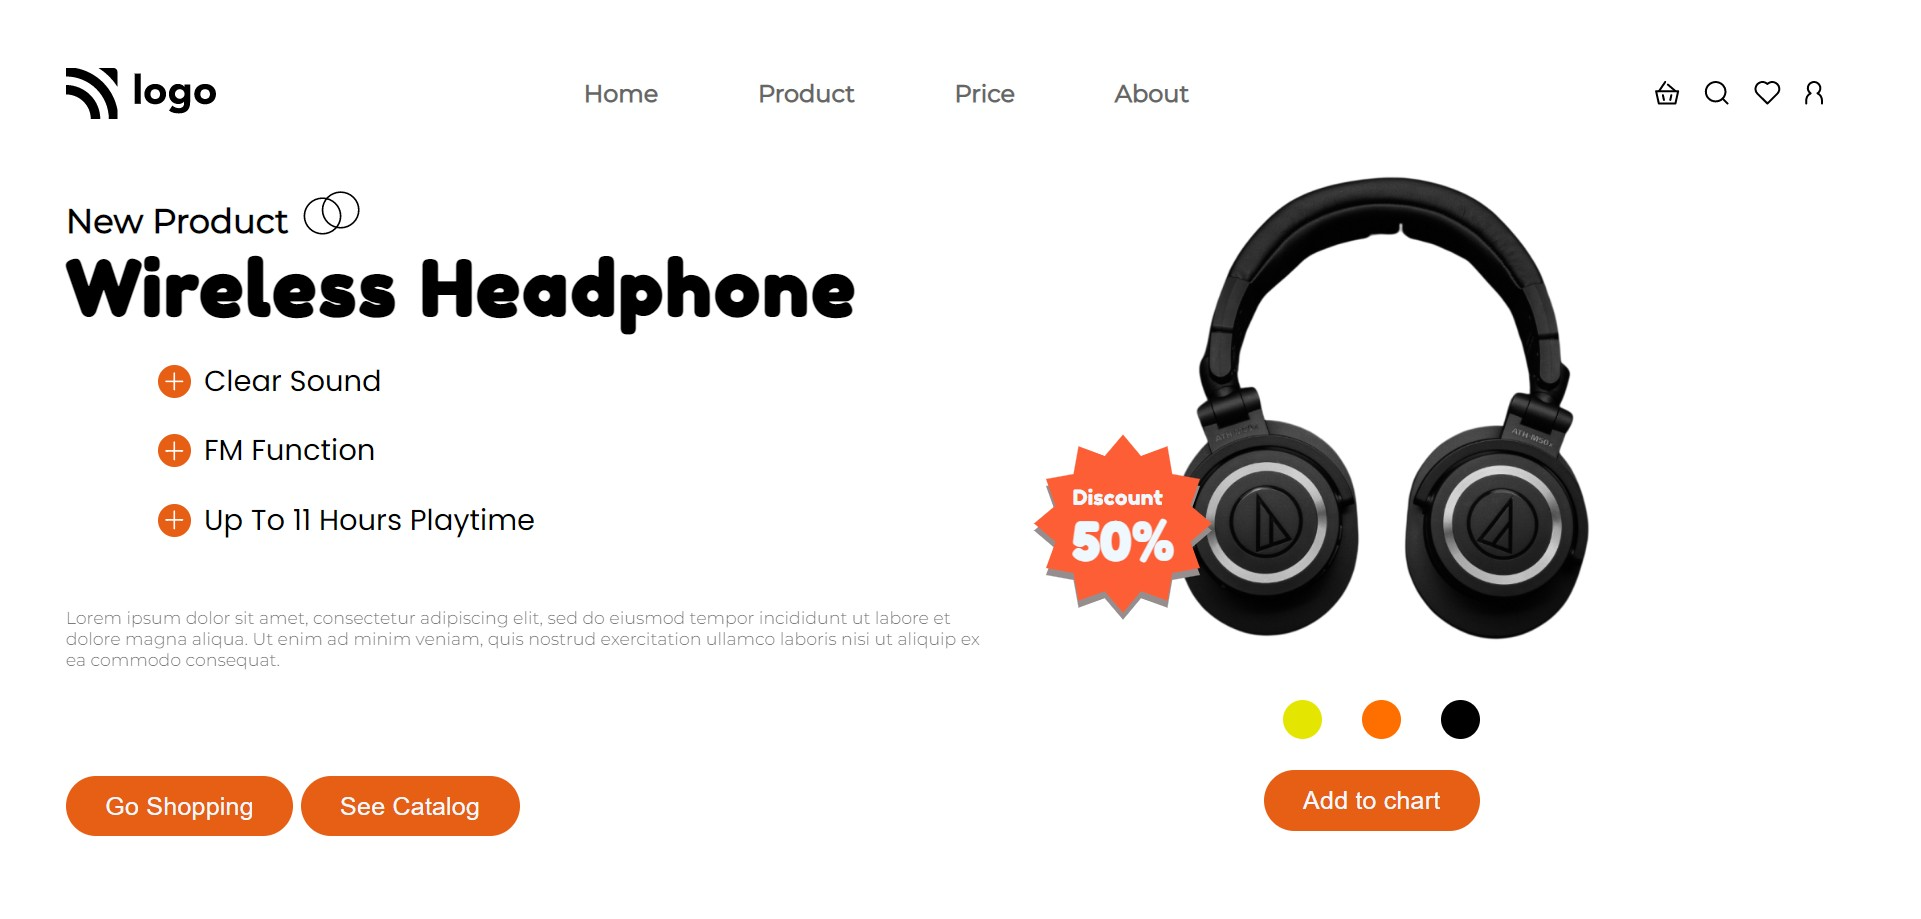 logo
Home Product Price About
New Product
Wireless Headphone
Clear Sound
FM Function
Up To 11 Hours Playtime
Lorem ipsum dolor sit amet, consectetur adipiscing elit, sed do eiusmod tempor incididunt ut labore et
dolore magna aliqua. Ut enim ad minim veniam, quis nostrud exercitation ullamco laboris nisi ut aliquip ex
ea commodo consequat.
Go Shopping
See Catalog
Discount
50%
Add to chart